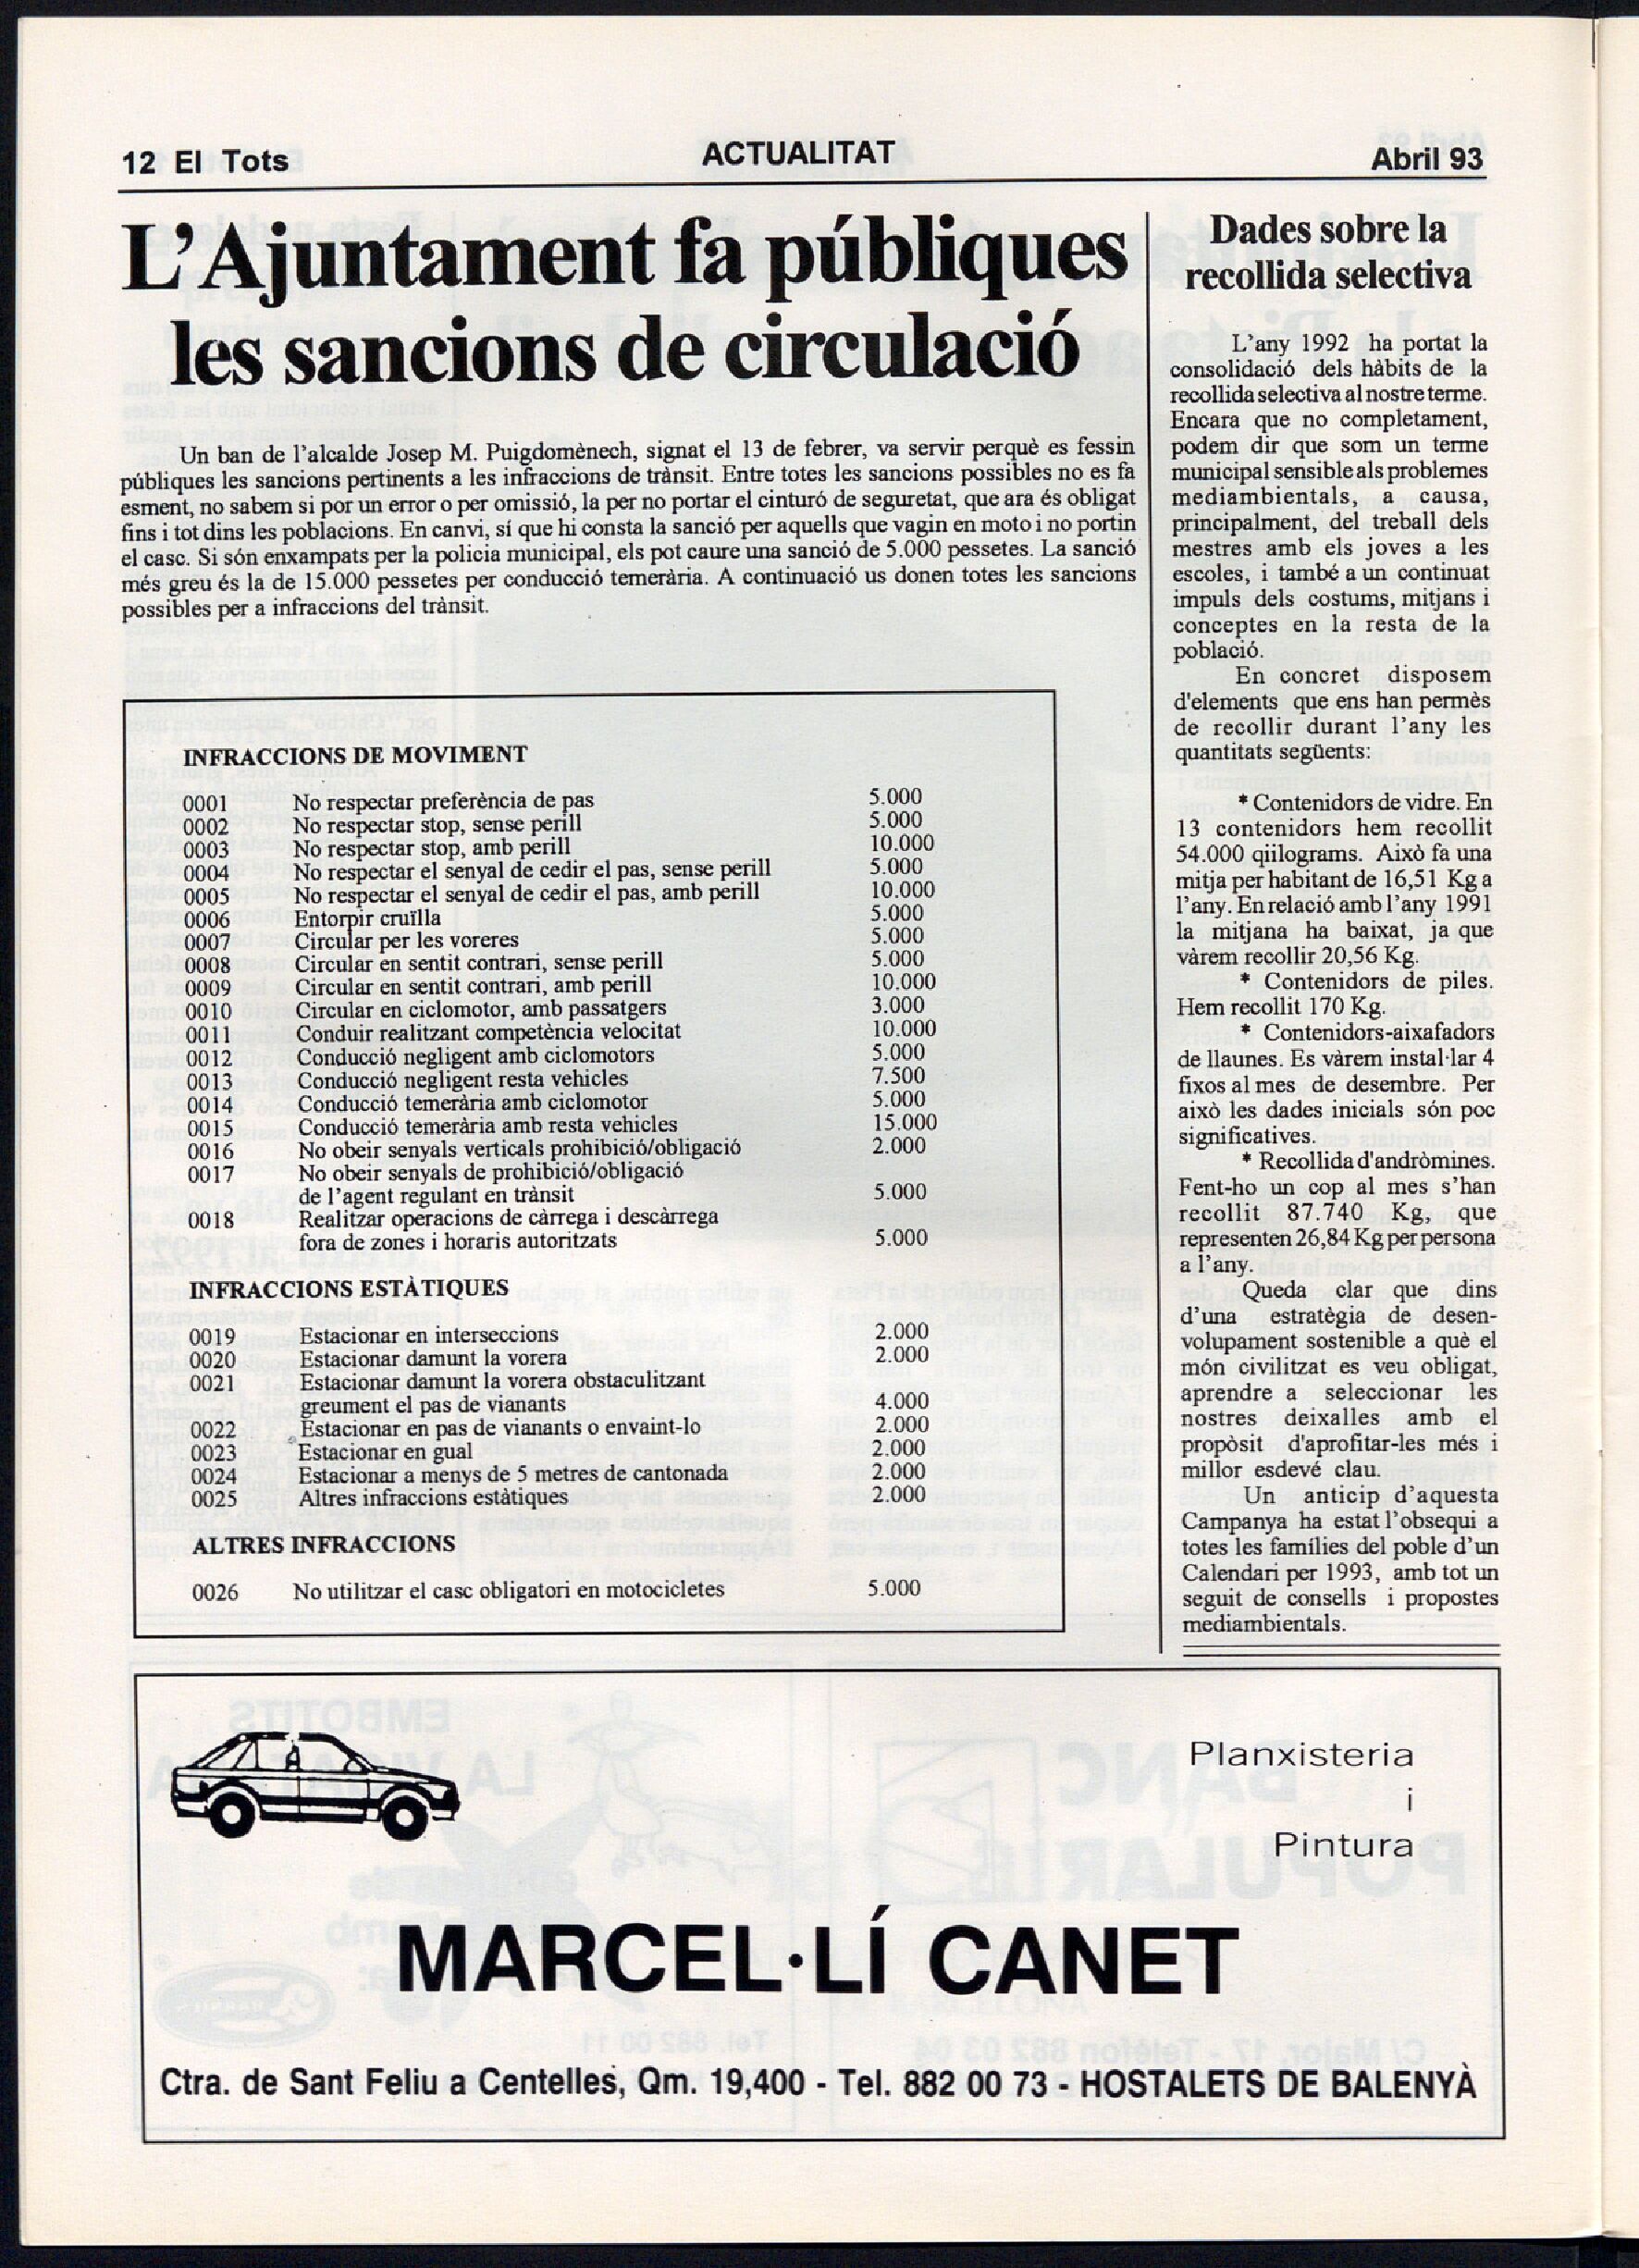 12 El Tots
ACTUALITAT
Abril 93
L'Ajuntament fa públiques
les sancions de circulació
Un ban de l'alcalde Josep M. Puigdomènech, signat el 13 de febrer, va servir perquè es fessin
públiques les sancions pertinents a les infraccions de trànsit. Entre totes les sancions possibles no es fa
esment, no sabem si por un error o per omissió, la per no portar el cinturó de seguretat, que ara és obligat
fins i tot dins les poblacions. En canvi, sí que hi consta la sanció per aquells que vagin en moto i no portin
el casc. Si són enxampats per la policia municipal, els pot caure una sanció de 5.000 pessetes. La sanció
més greu és la de 15.000 pessetes per conducció temerària. A continuació us donen totes les sancions
possibles per a infraccions del trànsit.
INFRACCIONS DE MOVIMENT
0001 No respectar preferència de pas 5.000
0002 No respectar stop, sense perill 5.000
0003 No respectar stop, amb perill 10.000
0004 No respectar el senyal de cedir el pas, sense perill 5.000
0005 No respectar el senyal de cedir el pas, amb perill 10.000
0006 Entorpir cruïlla 5.000
0007 Circular per les voreres 5.000
0008 Circular en sentit contrari, sense perill 5.000
0009 Circular en sentit contrari, amb perill 10.000
0010 Circular en ciclomotor, amb passatgers 3.000
0011 Conduir realitzant competència velocitat 10.000
0012 Conducció negligent amb ciclomotors 5.000
0013 Conducció negligent resta vehicles 7.500
0014 Conducció temerària amb ciclomotor 5.000
0015 Conducció temerària amb resta vehicles 15.000
0016 No obeir senyals verticals prohibició/obligació 2.000
0017 No obeir senyals de prohibició/obligació
de l'agent regulant en trànsit 5.000
0018 Realitzar operacions de càrrega i descàrrega
fora de zones i horaris autoritzats 5.000
INFRACCIONS ESTÀTIQUES
0019 Estacionar en interseccions 2.000
0020 Estacionar damunt la vorera 2.000
0021 Estacionar damunt la vorera obstaculitzant
greument el pas de vianants 4.000
0022 Estacionar en pas de vianants o envaint-lo 2.000
0023 Estacionar en gual 2.000
0024 Estacionar a menys de 5 metres de cantonada 2.000
0025 Altres infraccions estàtiques 2.000
ALTRES INFRACCIONS
0026 No utilitzar el casc obligatori en motocicletes 5.000
Dades sobre la
recollida selectiva
L'any 1992 ha portat la
consolidació dels hàbits de la
recollida selectiva al nostre terme.
Encara que no completament,
podem dir que som un terme
municipal sensible als problemes
mediambientals, a causa,
principalment, del treball dels
mestres amb els joves a les
escoles, i també a un continuat
impuls dels costums, mitjans i
conceptes en la resta de la
població.
En concret disposem
d'elements que ens han permès
de recollir durant l'any les
quantitats següents:
* Contenidors de vidre. En
13 contenidors hem recollit
54.000 qiilograms. Això fa una
mitja per habitant de 16,51 Kg a
l'any. En relació amb l'any 1991
la mitjana ha baixat, ja que
vàrem recollir 20,56 Kg.
* Contenidors de piles.
Hem recollit 170 Kg.
* Contenidors-aixafadors
de llaunes. Es vàrem instal·lar 4
fixos al mes de desembre. Per
això les dades inicials són poc
significatives.
* Recollida d'andròmines.
Fent-ho un cop al mes s'han
recollit 87.740 Kg, que
representen 26,84 Kg per persona
a l'any.
Queda clar que dins
d'una estratègia de desen-
volupament sostenible a què el
món civilitzat es veu obligat,
aprendre a seleccionar les
nostres deixalles amb el
propòsit d'aprofitar-les més i
millor esdevé clau.
Un anticip d'aquesta
Campanya ha estat l'obsequi a
totes les famílies del poble d'un
Calendari per 1993, amb tot un
seguit de consells i propostes
mediambientals.
Planxisteria
i
Pintura
MARCEL·LÍ CANET
Ctra. de Sant Feliu a Centelles, Qm. 19,400 - Tel. 882 00 73 - HOSTALETS DE BALENYÀ